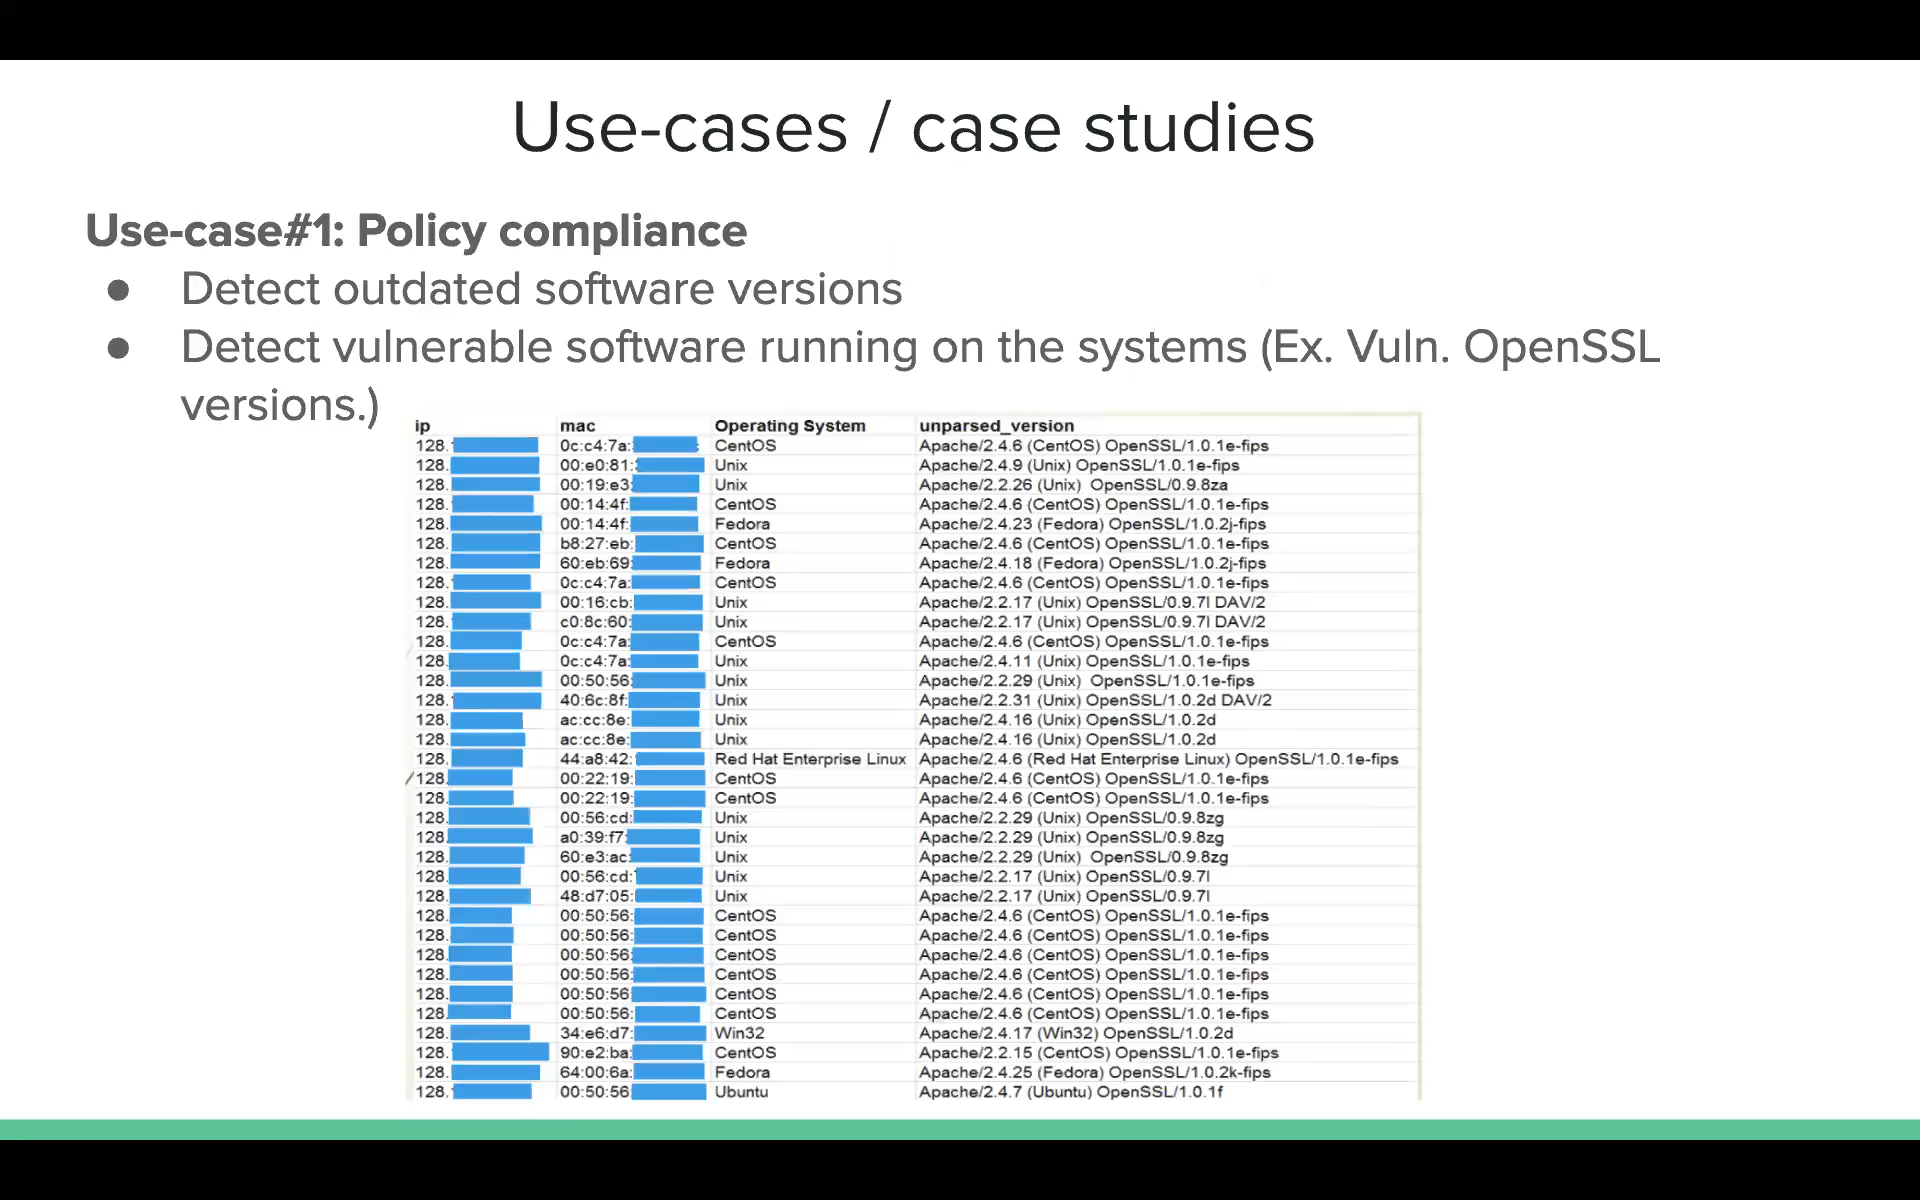 Use-cases / case studies
Use-case#1: Policy compliance
● Detect outdated software versions
● Detect vulnerable software running on the systems (Ex. Vuln. OpenSSL
versions.)
ip mac Operating System unparsed_version
128. 0c:c4:7a: CentOS Apache/2.4.6 (CentOS) OpenSSL/1.0.1e-fips
128. 00:e0:81: Unix Apache/2.4.9 (Unix) OpenSSL/1.0.1e-fips
128. 00:19:e3: Unix Apache/2.2.26 (Unix)  OpenSSL/0.9.8za
128. 00:14:4f: CentOS Apache/2.4.6 (CentOS) OpenSSL/1.0.1e-fips
128. 00:14:4f: Fedora Apache/2.4.23 (Fedora) OpenSSL/1.0.2j-fips
128. b8:27:eb: CentOS Apache/2.4.6 (CentOS) OpenSSL/1.0.1e-fips
128. 60:eb:69: Fedora Apache/2.4.18 (Fedora) OpenSSL/1.0.2j-fips
128. 0c:c4:7a: CentOS Apache/2.4.6 (CentOS) OpenSSL/1.0.1e-fips
128. 00:16:cb: Unix Apache/2.2.17 (Unix) OpenSSL/0.9.7l DAV/2
128. c0:8c:60: Unix Apache/2.2.17 (Unix) OpenSSL/0.9.7l DAV/2
128. 0c:c4:7a: CentOS Apache/2.4.6 (CentOS) OpenSSL/1.0.1e-fips
128. 0c:c4:7a: Unix Apache/2.4.11 (Unix) OpenSSL/1.0.1e-fips
128. 00:50:56: Unix Apache/2.2.29 (Unix)  OpenSSL/1.0.1e-fips
128. 40:6c:8f: Unix Apache/2.2.31 (Unix) OpenSSL/1.0.2d DAV/2
128. ac:cc:8e: Unix Apache/2.4.16 (Unix) OpenSSL/1.0.2d
128. ac:cc:8e: Unix Apache/2.4.16 (Unix) OpenSSL/1.0.2d
128. 44:a8:42: Red Hat Enterprise Linux Apache/2.4.6 (Red Hat Enterprise Linux) OpenSSL/1.0.1e-fips
128. 00:22:19: CentOS Apache/2.4.6 (CentOS) OpenSSL/1.0.1e-fips
128. 00:22:19: CentOS Apache/2.4.6 (CentOS) OpenSSL/1.0.1e-fips
128. 00:56:cd: Unix Apache/2.2.29 (Unix) OpenSSL/0.9.8zg
128. a0:39:f7: Unix Apache/2.2.29 (Unix) OpenSSL/0.9.8zg
128. 60:e3:ac: Unix Apache/2.2.29 (Unix)  OpenSSL/0.9.8zg
128. 00:56:cd: Unix Apache/2.2.17 (Unix) OpenSSL/0.9.7l
128. 48:d7:05: Unix Apache/2.2.17 (Unix) OpenSSL/0.9.7l
128. 00:50:56: CentOS Apache/2.4.6 (CentOS) OpenSSL/1.0.1e-fips
128. 00:50:56: CentOS Apache/2.4.6 (CentOS) OpenSSL/1.0.1e-fips
128. 00:50:56: CentOS Apache/2.4.6 (CentOS) OpenSSL/1.0.1e-fips
128. 00:50:56: CentOS Apache/2.4.6 (CentOS) OpenSSL/1.0.1e-fips
128. 00:50:56 CentOS Apache/2.4.6 (CentOS) OpenSSL/1.0.1e-fips
128. 00:50:56: CentOS Apache/2.4.6 (CentOS) OpenSSL/1.0.1e-fips
128. 34:e6:d7: Win32 Apache/2.4.17 (Win32) OpenSSL/1.0.2d
128. 90:e2:ba: CentOS Apache/2.2.15 (CentOS) OpenSSL/1.0.1e-fips
128. 64:00:6a: Fedora Apache/2.4.25 (Fedora) OpenSSL/1.0.2k-fips
128. 00:50:56 Ubuntu Apache/2.4.7 (Ubuntu) OpenSSL/1.0.1f